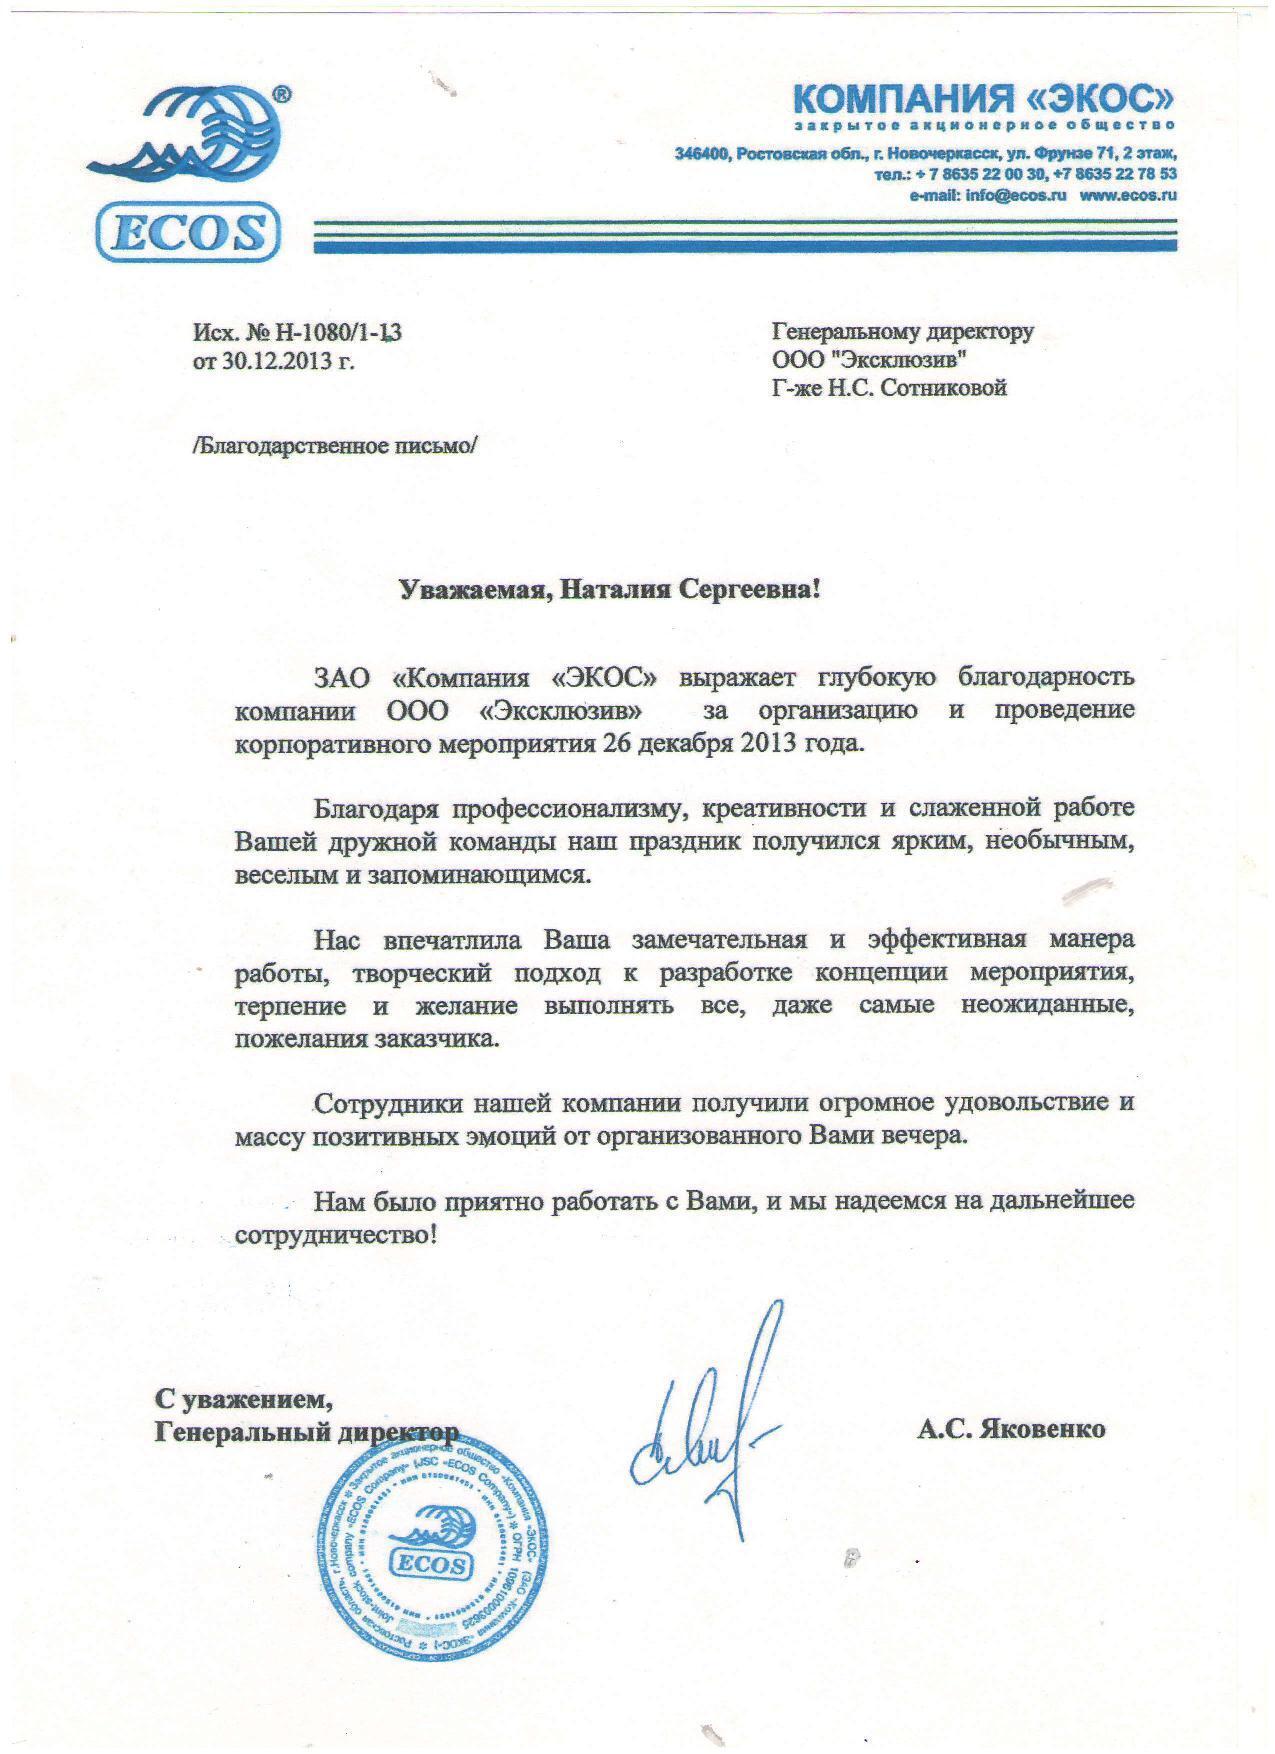 ®
ECOS
КОМПАНИЯ «ЭКОС»
закрытое акционерное общество
346400, Ростовская обл., г. Новочеркасск, ул. Фрунзе 71, 2 этаж,
тел.: + 7 8635 22 00 30, +7 8635 22 78 53
e-mail: info@ecos.ru www.ecos.ru
Исх. № Н-1080/1-13
от 30.12.2013 г.
Генеральному директору
ООО "Эксклюзив"
Г-же Н.С. Сотниковой
/Благодарственное письмо/
Уважаемая, Наталия Сергеевна!
ЗАО «Компания «ЭКОС» выражает глубокую благодарность
компании ООО «Эксклюзив» за организацию и проведение
корпоративного мероприятия 26 декабря 2013 года.
Благодаря профессионализму, креативности и слаженной работе
Вашей дружной команды наш праздник получился ярким, необычным,
веселым и запоминающимся.
Нас впечатлила Ваша замечательная и эффективная манера
работы, творческий подход к разработке концепции мероприятия,
терпение и желание выполнять все, даже самые неожиданные,
пожелания заказчика.
Сотрудники нашей компании получили огромное удовольствие и
массу позитивных эмоций от организованного Вами вечера.
Нам было приятно работать с Вами, и мы надеемся на дальнейшее
сотрудничество!
С уважением,
Генеральный директор
А.С. Яковенко
Ростовская область, г.Новочеркасск * Закрытое акционерное общество «Компания «ЭКОС» (ЗАО «Компания «ЭКОС») *
Joint-stock company «ECOS Company» (JSC «ECOS Company») * ОГРН
ECOS